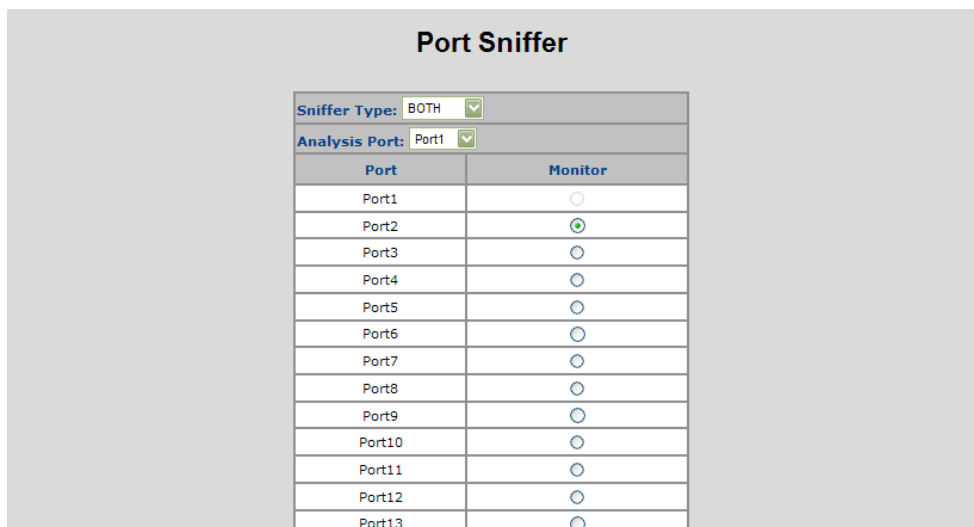 Port Sniffer
Sniffer Type: BOTH
Analysis Port: Port1
Port Monitor
Port1
Port2
Port3
Port4
Port5
Port6
Port7
Port8
Port9
Port10
Port11
Port12
Port13